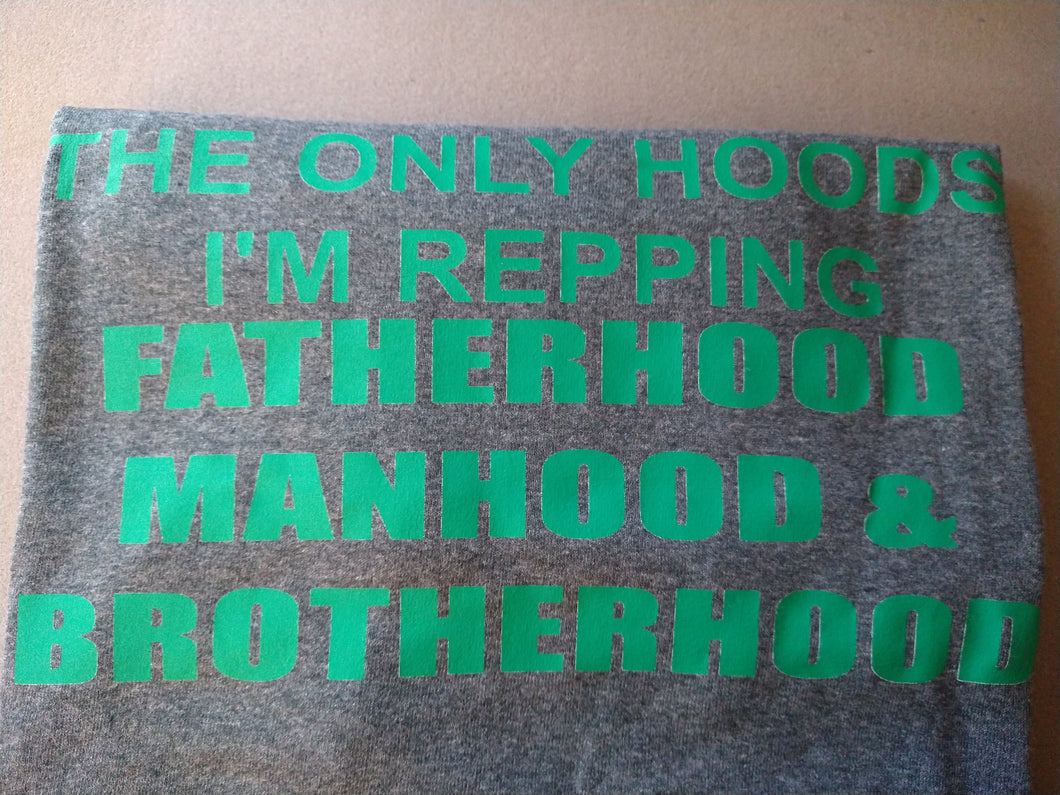 THE ONLY HOODS
I'M REPPING
FATHERHOOD
MANHOOD &
BROTHERHOOD